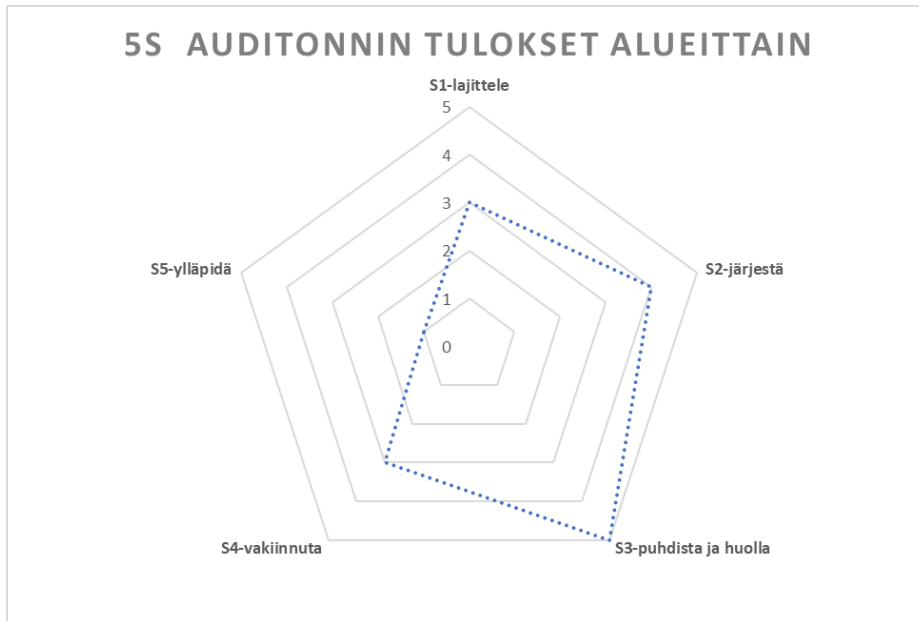 5S AUDITONNIN TULOKSET ALUEITTAIN
S1-lajittele
5
4
3
2
1
0
S5-ylläpidä
S2-järjestä
S4-vakiinnuta
S3-puhdista ja huolla